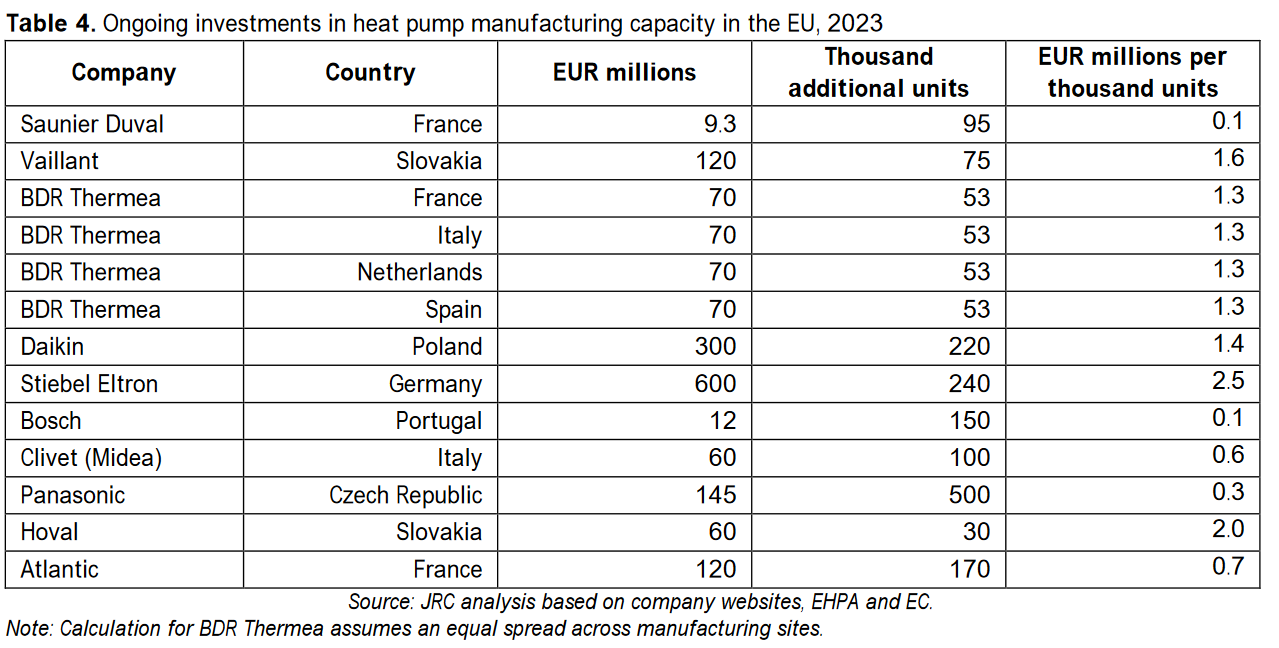 Table 4. Ongoing investments in heat pump manufacturing capacity in the EU, 2023
Company Country EUR millions Thousand additional units EUR millions per thousand units
Saunier Duval France 9.3 95 0.1
Vaillant Slovakia 120 75 1.6
BDR Thermea France 70 53 1.3
BDR Thermea Italy 70 53 1.3
BDR Thermea Netherlands 70 53 1.3
BDR Thermea Spain 70 53 1.3
Daikin Poland 300 220 1.4
Stiebel Eltron Germany 600 240 2.5
Bosch Portugal 12 150 0.1
Clivet (Midea) Italy 60 100 0.6
Panasonic Czech Republic 145 500 0.3
Hoval Slovakia 60 30 2.0
Atlantic France 120 170 0.7
Source: JRC analysis based on company websites, EHPA and EC.
Note: Calculation for BDR Thermea assumes an equal spread across manufacturing sites.